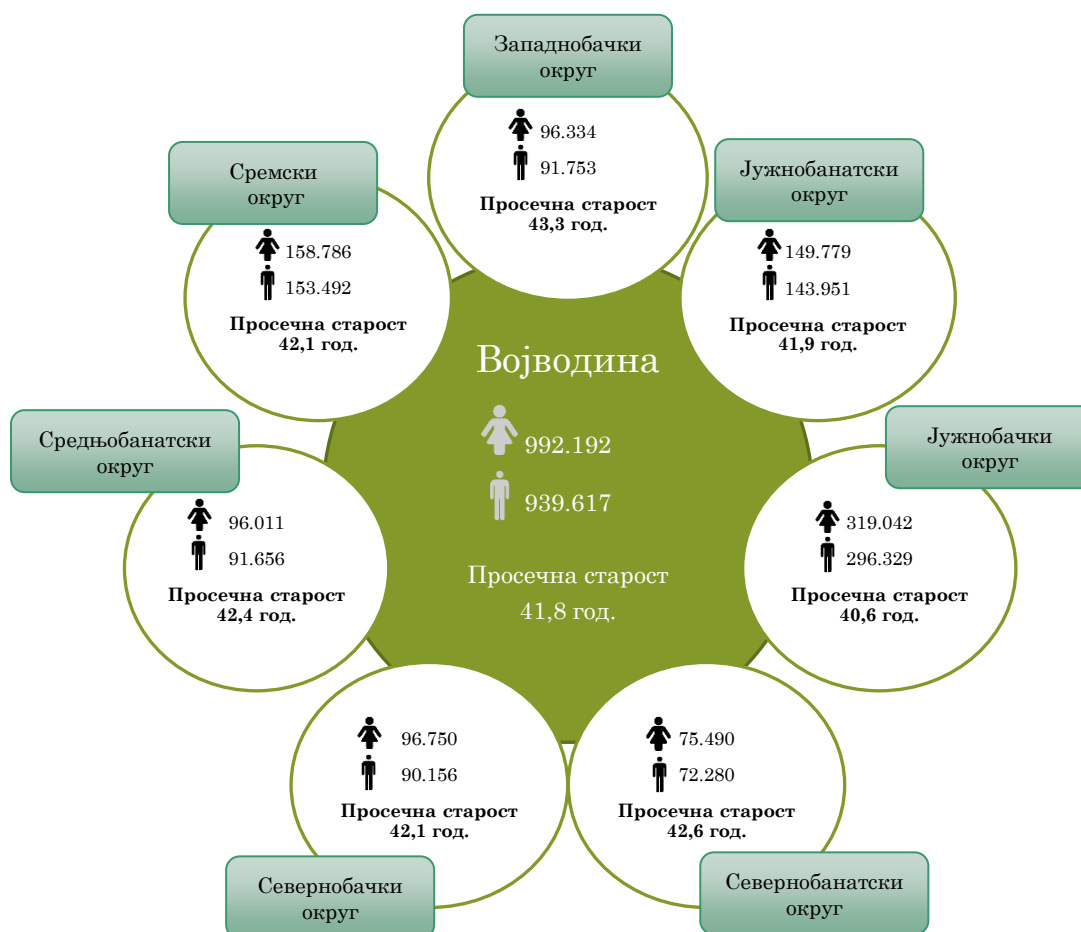 Западнобачки
округ
96.334
91.753
Просечна старост
43,3 год.
Сремски
округ
158.786
153.492
Просечна старост
42,1 год.
Јужнобанатски
округ
149.779
143.951
Просечна старост
41,9 год.
Војводина
992.192
939.617
Просечна старост
41,8 год.
Средњобанатски
округ
96.011
91.656
Просечна старост
42,4 год.
Јужнобачки
округ
319.042
296.329
Просечна старост
40,6 год.
96.750
90.156
Просечна старост
42,1 год.
Севернобачки
округ
75.490
72.280
Просечна старост
42,6 год.
Севернобанатски
округ